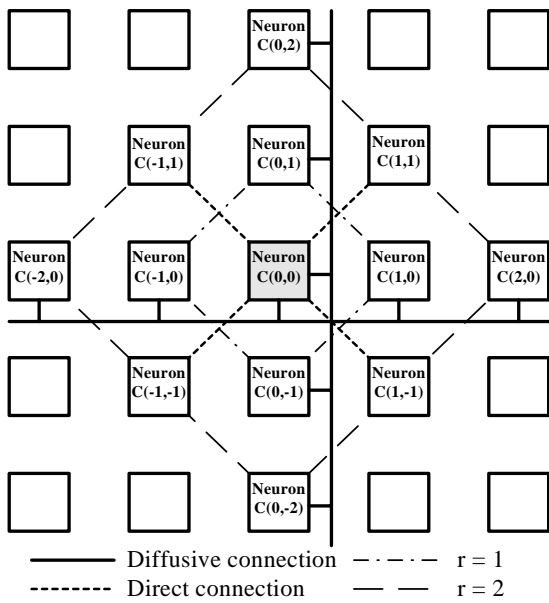 Neuron
C(0,2)
Neuron
C(-1,1)
Neuron
C(0,1)
Neuron
C(1,1)
Neuron
C(-2,0)
Neuron
C(-1,0)
Neuron
C(0,0)
Neuron
C(1,0)
Neuron
C(2,0)
Neuron
C(-1,-1)
Neuron
C(0,-1)
Neuron
C(1,-1)
Neuron
C(0,-2)
Diffusive connection
r = 1
Direct connection
r = 2